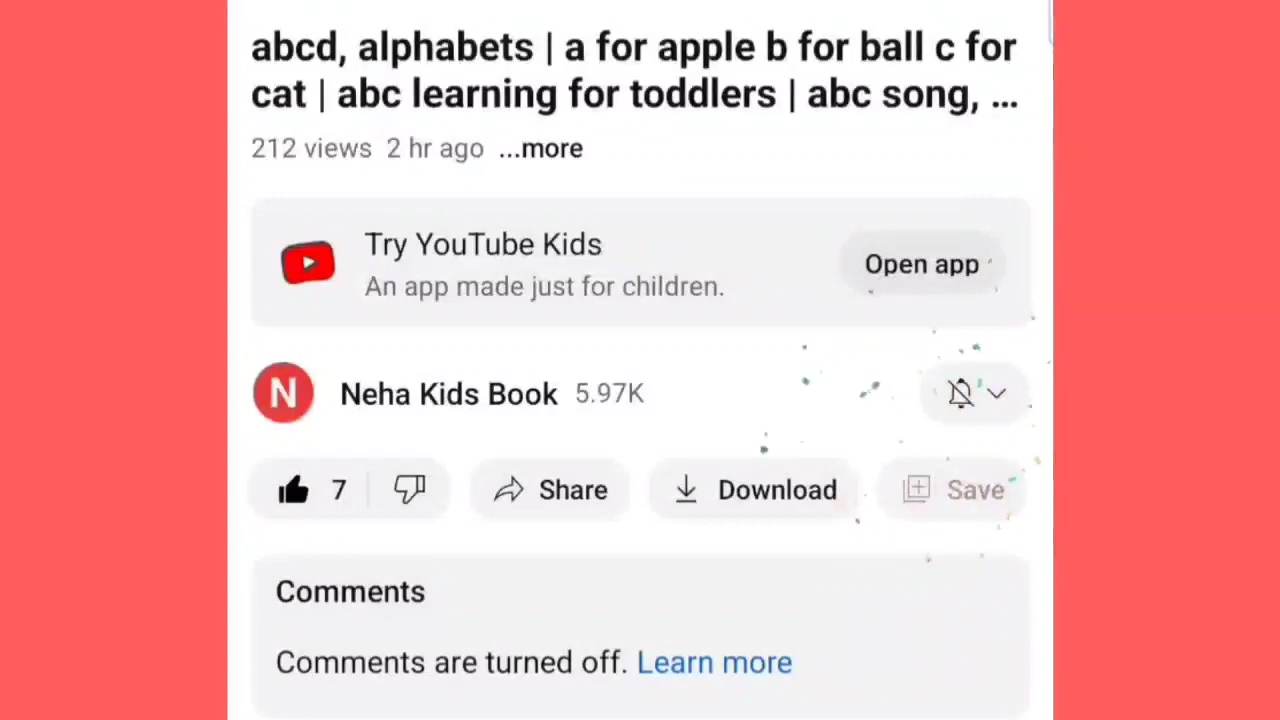 abcd, alphabets | a for apple b for ball c for
cat | abc learning for toddlers | abc song, ...
212 views 2 hr ago ...more
Try YouTube Kids
An app made just for children.
Open app
N
Neha Kids Book 5.97K
7 Share Download Save
Comments
Comments are turned off. Learn more